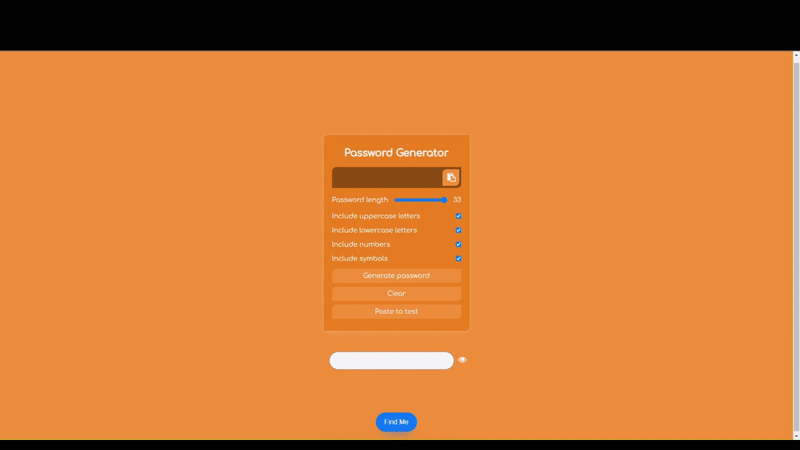 Password Generator
Password length 33
Include uppercase letters
Include lowercase letters
Include numbers
Include symbols
Generate password
Clear
Paste to test
Find Me